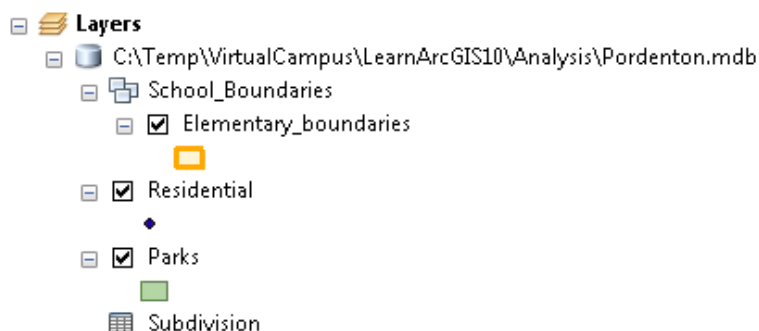 Layers
C:\Temp\VirtualCampus\LearnArcGIS10\Analysis\Pordenton.mdb
School_Boundaries
Elementary_boundaries
Residential
Parks
Subdivision